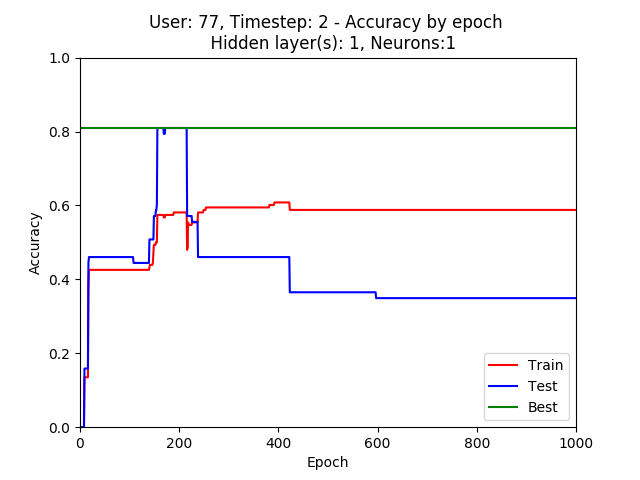 User: 77, Timestep: 2 - Accuracy by epoch
Hidden layer(s): 1, Neurons:1
1.0
0.8
0.6
0.4
0.2
0.0
Accuracy
0 200 400 600 800 1000
Epoch
Train
Test
Best